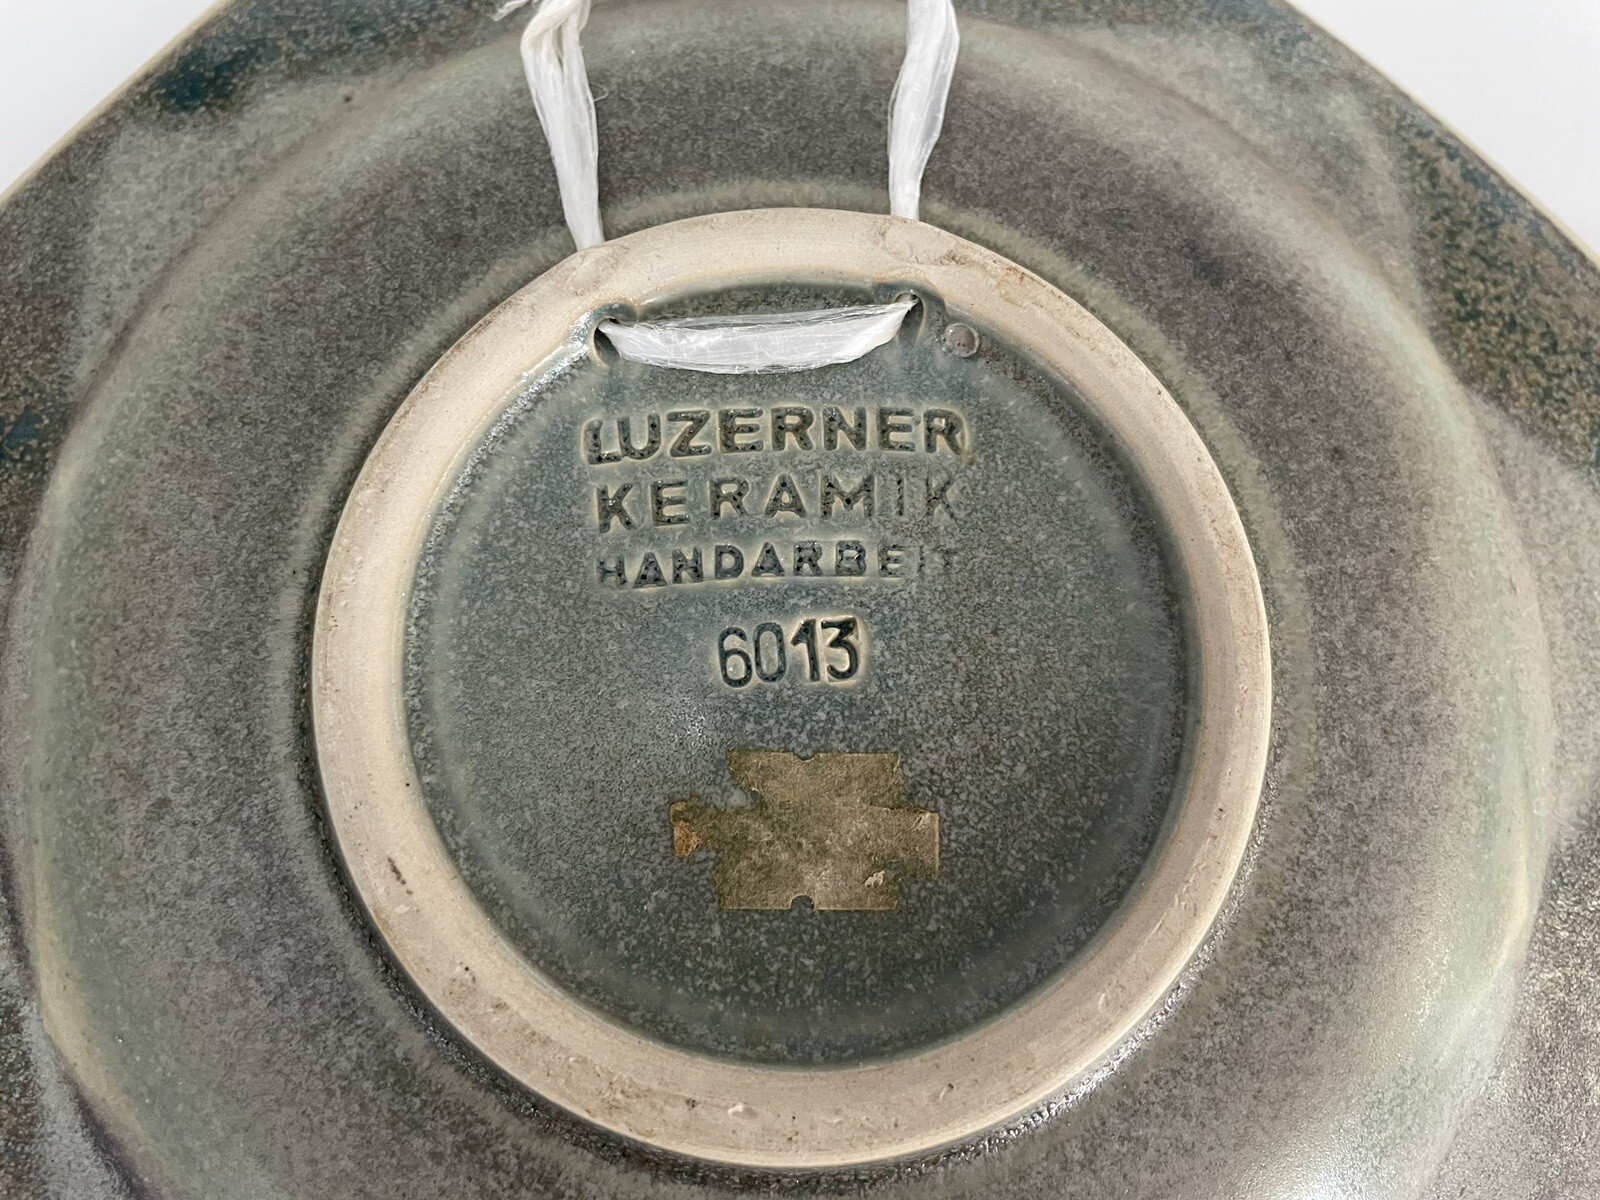 LUZERNER
KERAMIK
HANDARBEIT
6013